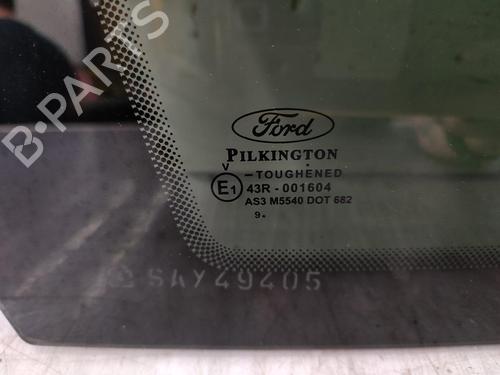 B-PARTS
Ford
PILKINGTON
V
-TOUGHENED
E1 43R - 001604
AS3 M5540 DOT 682
9.
SAY49405